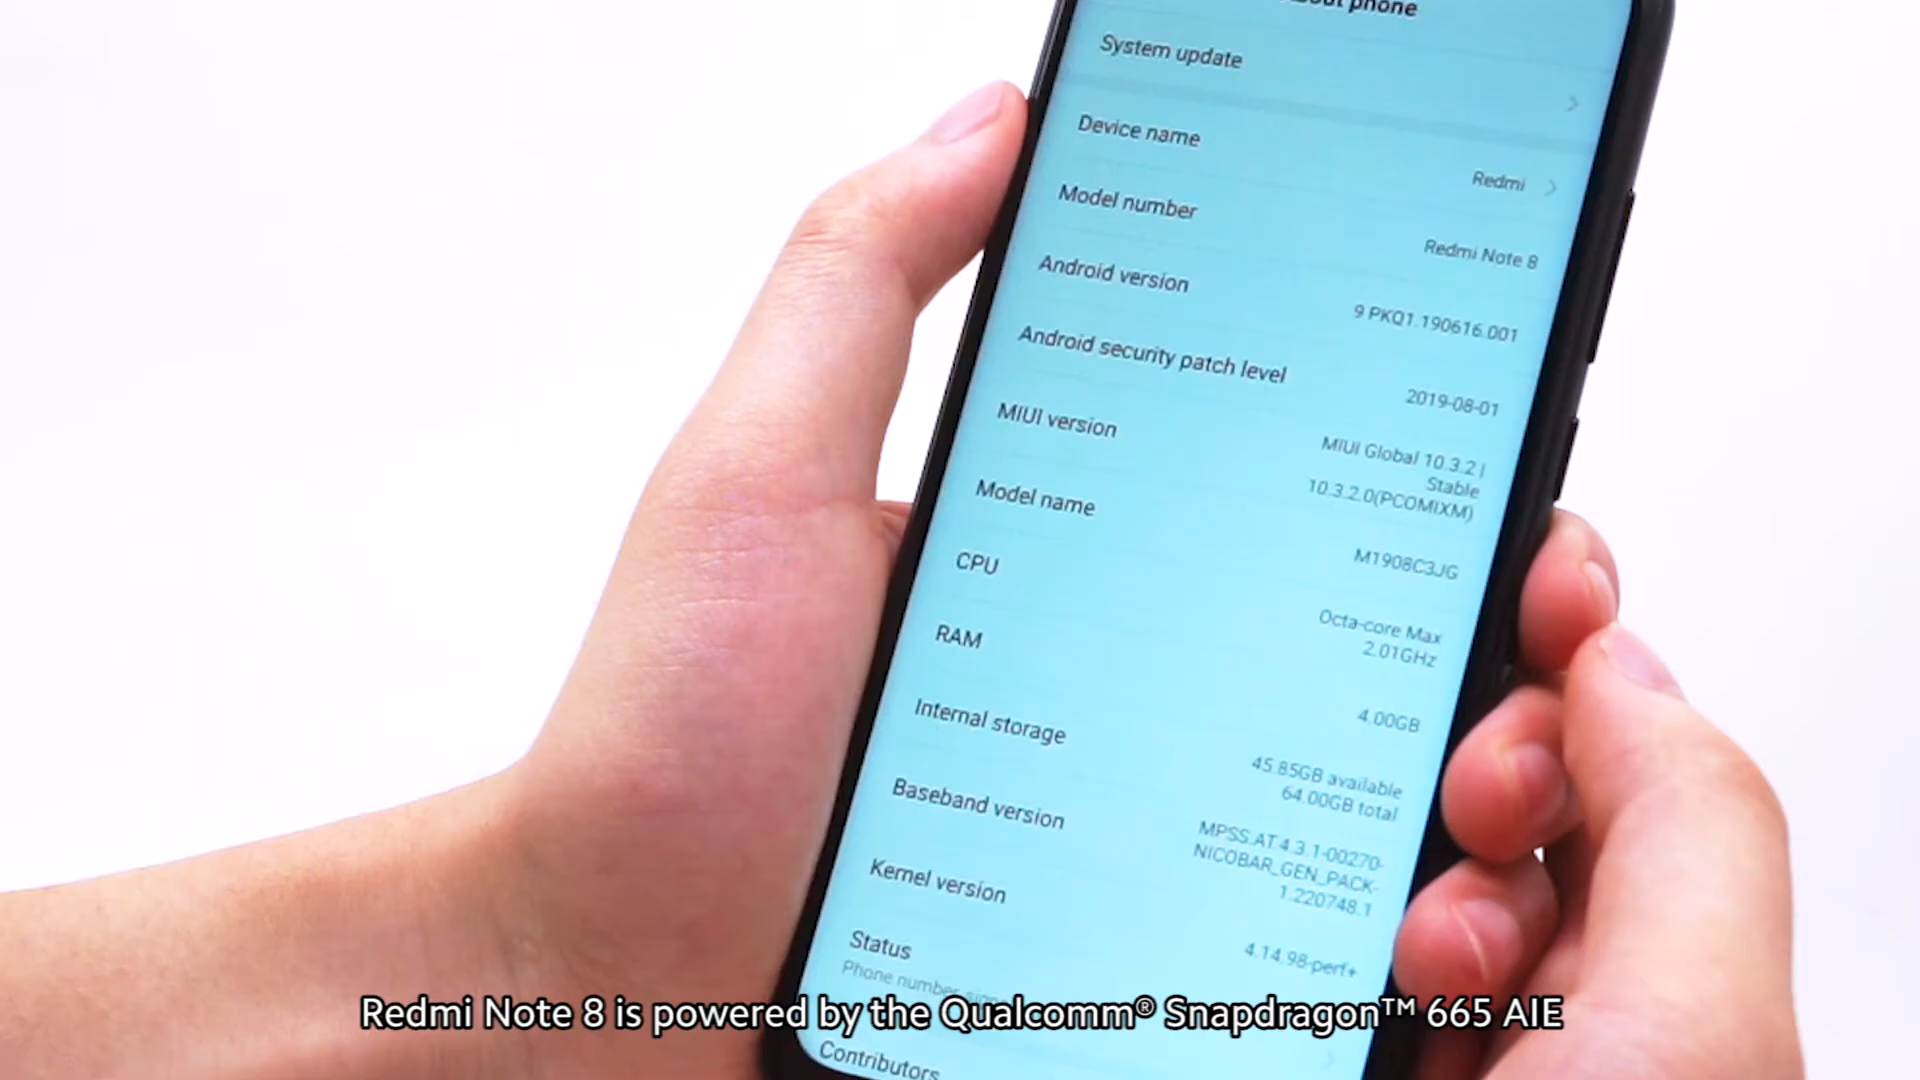 phone
System update
Device name
Redmi
Model number
Redmi Note 8
Android version
9 PKQ1.190616.001
Android security patch level
2019-08-01
MIUI version
MIUI Global 10.3.2 |
Stable
10.3.2.0(PCOMIXM)
Model name
M1908C3JG
CPU
Octa-core Max
2.01GHz
RAM
4.00GB
Internal storage
45.85GB available
64.00GB total
Baseband version
MPSS.AT.4.3.1-00270-
NICOBAR_GEN_PACK-
1.220748.1
Kernel version
4.14.98-perf+
Status
Phone number
Redmi Note 8 is powered by the Qualcomm® Snapdragon™ 665 AIE
Contributors